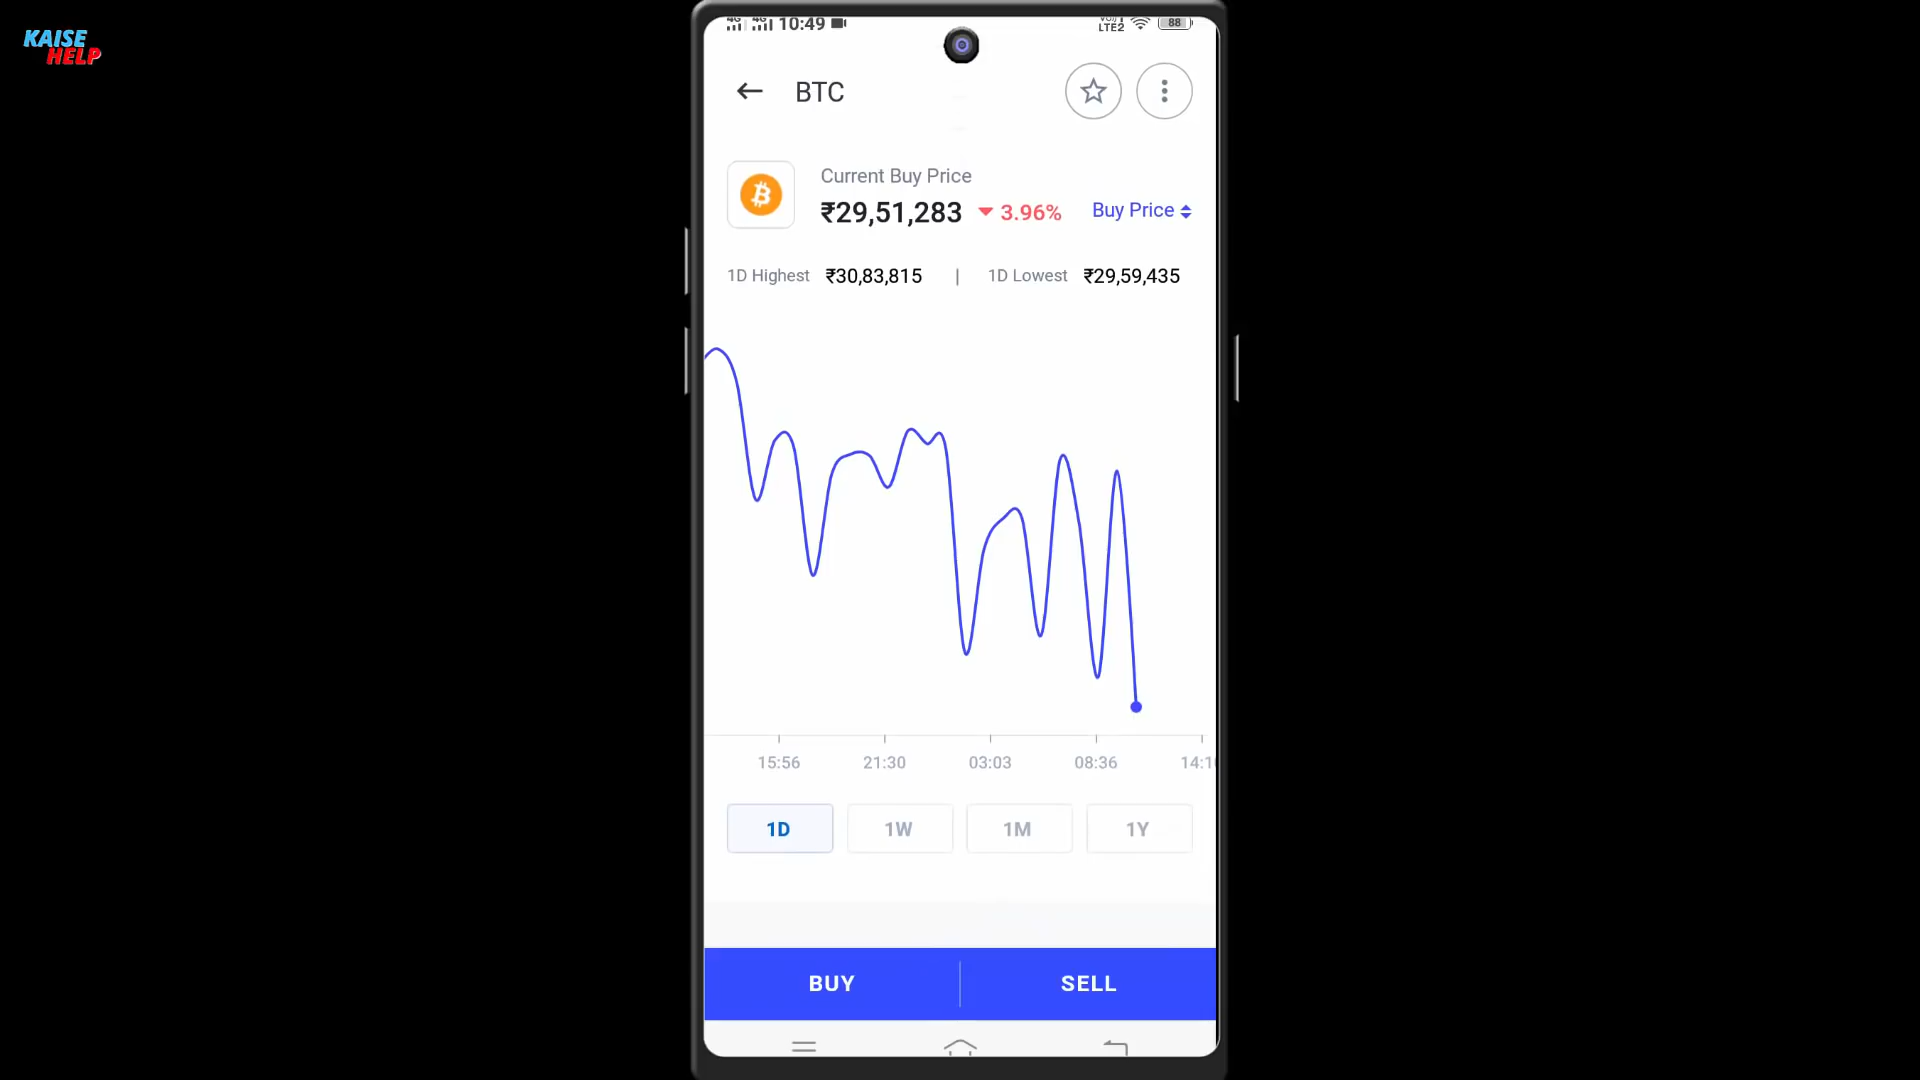 KAISE
HELP
4G 4G 10:49
LTE2 88
BTC
Current Buy Price
₹29,51,283 3.96% Buy Price
1D Highest ₹30,83,815 | 1D Lowest ₹29,59,435
15:56 21:30 03:03 08:36
1D 1W 1M 1Y
BUY SELL